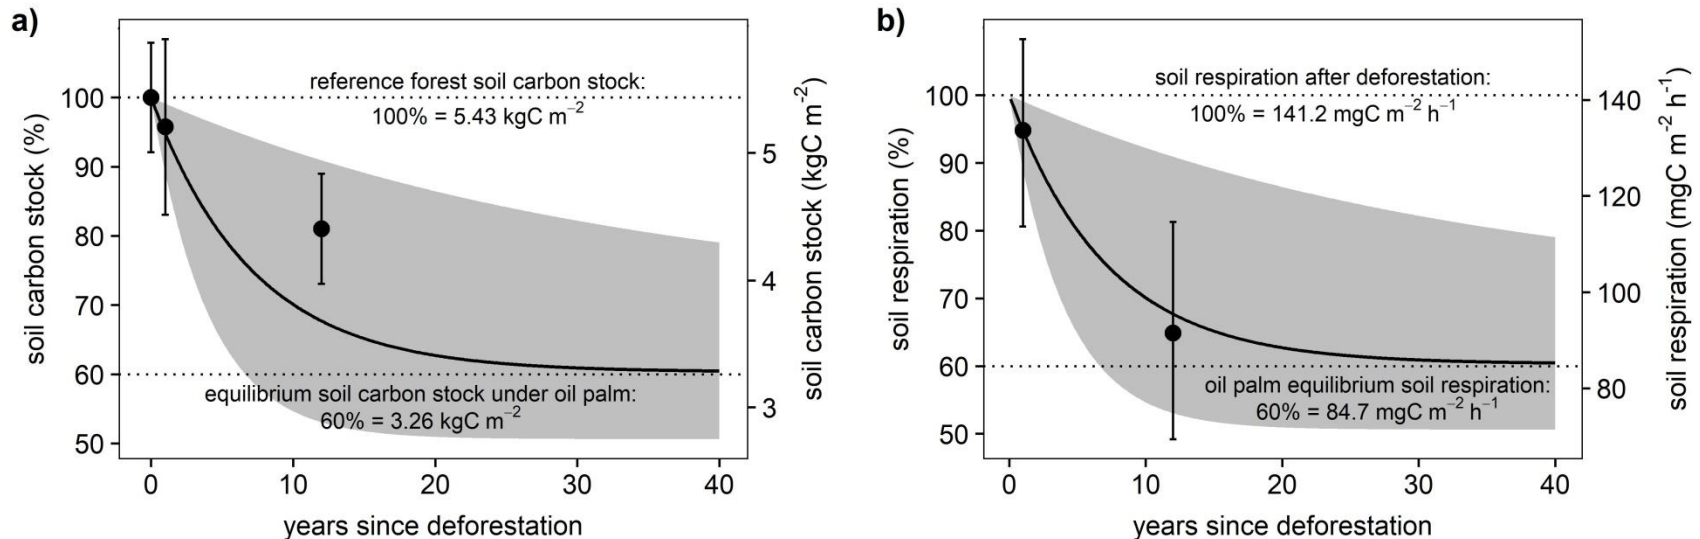 a)
reference forest soil carbon stock:
100% = 5.43 kgC m⁻²
equilibrium soil carbon stock under oil palm:
60% = 3.26 kgC m⁻²
soil carbon stock (%)
100
90
80
70
60
50
soil carbon stock (kgC m⁻²)
5
4
3
0 10 20 30 40
years since deforestation
b)
soil respiration after deforestation:
100% = 141.2 mgC m⁻² h⁻¹
oil palm equilibrium soil respiration:
60% = 84.7 mgC m⁻² h⁻¹
soil respiration (%)
100
90
80
70
60
50
soil respiration (mgC m⁻² h⁻¹)
140
120
100
80
0 10 20 30 40
years since deforestation